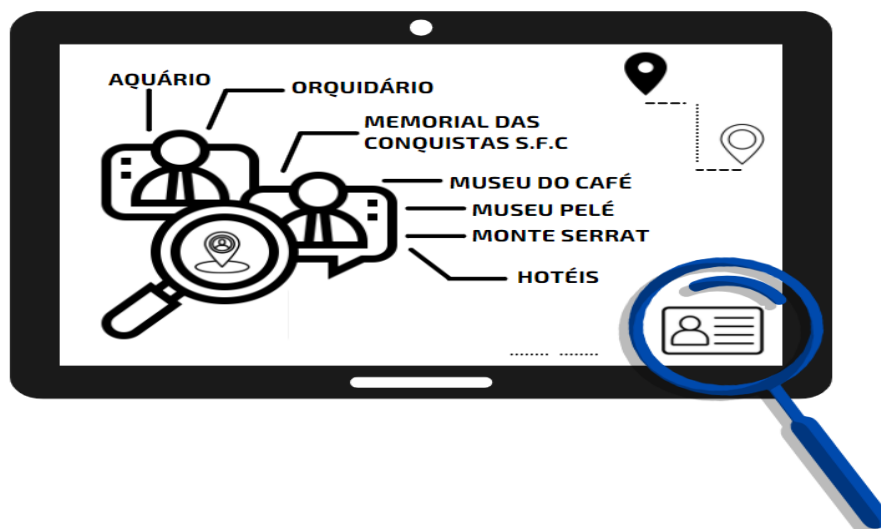 AQUÁRIO
ORQUIDÁRIO
MEMORIAL DAS
CONQUISTAS S.F.C
MUSEU DO CAFÉ
MUSEU PELÉ
MONTE SERRAT
HOTÉIS